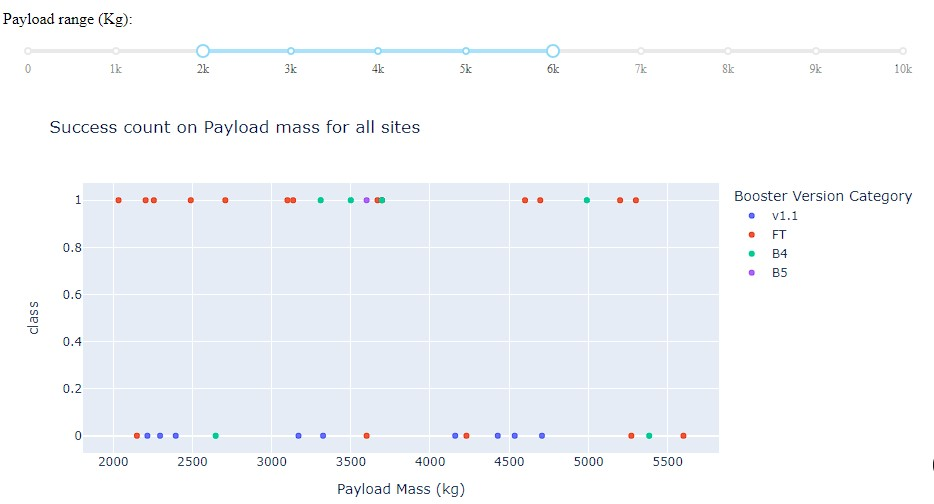 Payload range (Kg):
0 1k 2k 3k 4k 5k 6k 7k 8k 9k 10k
Success count on Payload mass for all sites
Booster Version Category
v1.1
FT
B4
B5
1
0.8
0.6
0.4
0.2
0
class
2000 2500 3000 3500 4000 4500 5000 5500
Payload Mass (kg)